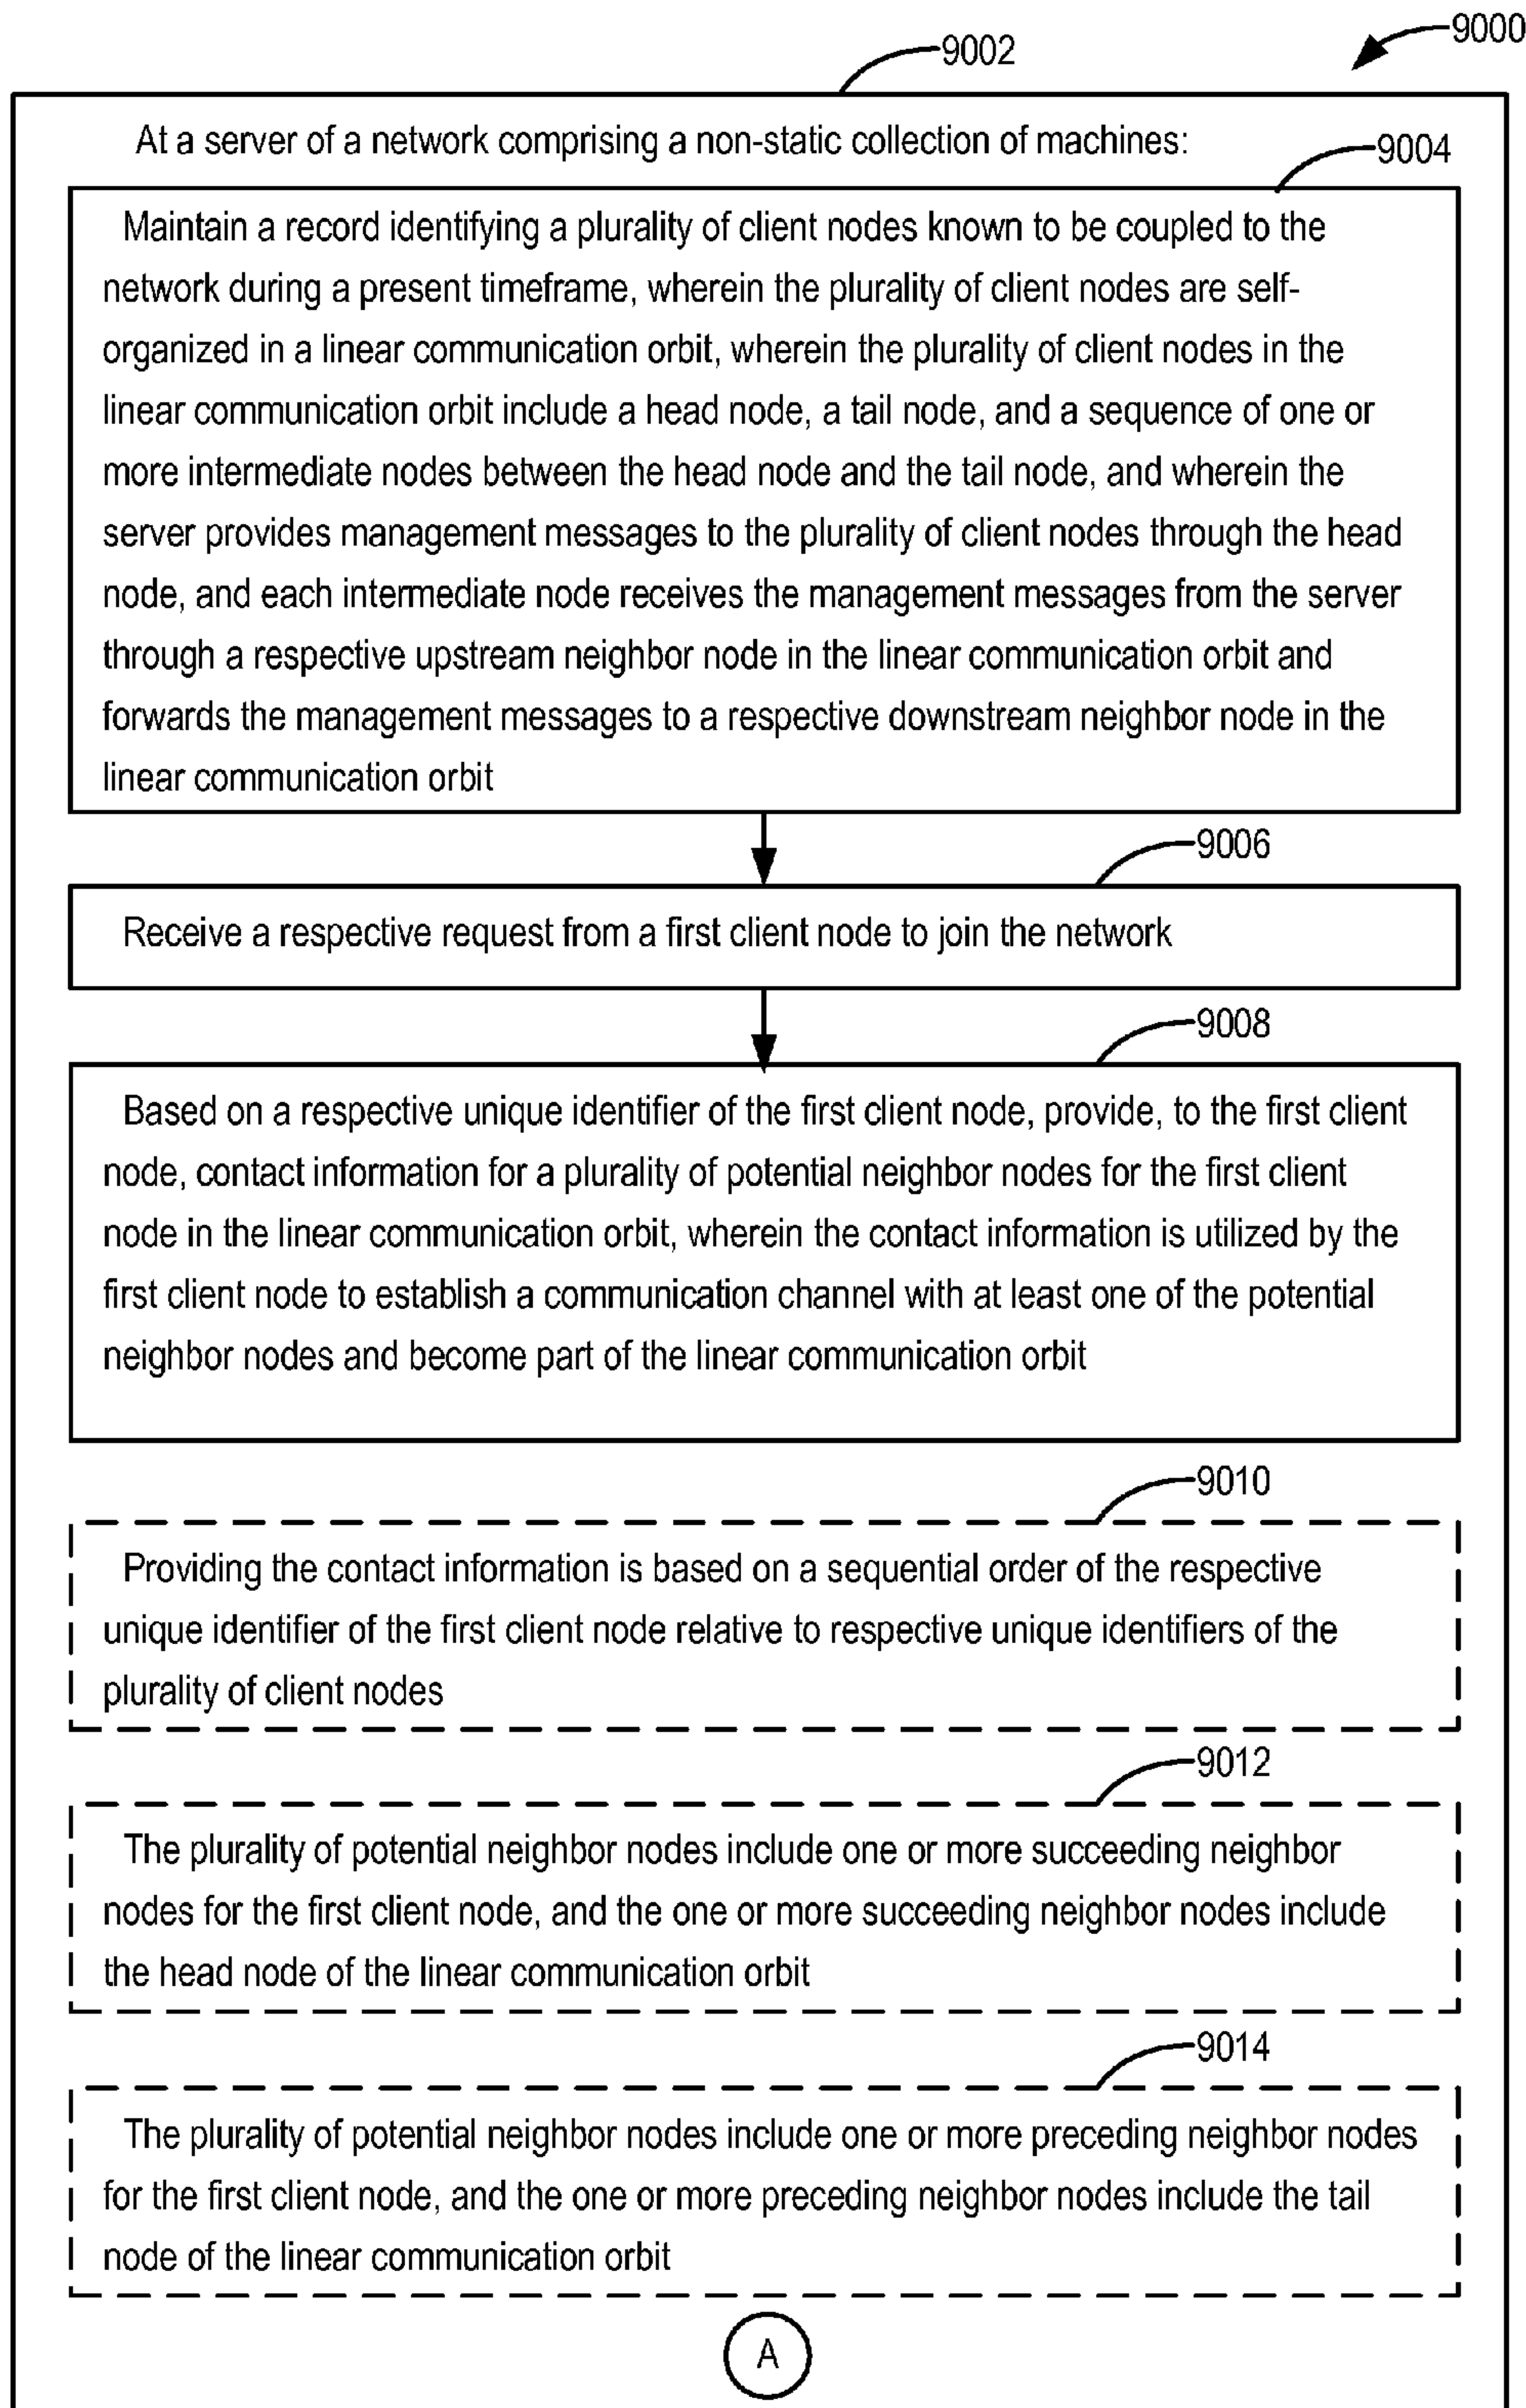 9000
9002
At a server of a network comprising a non-static collection of machines:
9004
Maintain a record identifying a plurality of client nodes known to be coupled to the
network during a present timeframe, wherein the plurality of client nodes are self-
organized in a linear communication orbit, wherein the plurality of client nodes in the
linear communication orbit include a head node, a tail node, and a sequence of one or
more intermediate nodes between the head node and the tail node, and wherein the
server provides management messages to the plurality of client nodes through the head
node, and each intermediate node receives the management messages from the server
through a respective upstream neighbor node in the linear communication orbit and
forwards the management messages to a respective downstream neighbor node in the
linear communication orbit
9006
Receive a respective request from a first client node to join the network
9008
Based on a respective unique identifier of the first client node, provide, to the first client
node, contact information for a plurality of potential neighbor nodes for the first client
node in the linear communication orbit, wherein the contact information is utilized by the
first client node to establish a communication channel with at least one of the potential
neighbor nodes and become part of the linear communication orbit
9010
Providing the contact information is based on a sequential order of the respective
unique identifier of the first client node relative to respective unique identifiers of the
plurality of client nodes
9012
The plurality of potential neighbor nodes include one or more succeeding neighbor
nodes for the first client node, and the one or more succeeding neighbor nodes include
the head node of the linear communication orbit
9014
The plurality of potential neighbor nodes include one or more preceding neighbor nodes
for the first client node, and the one or more preceding neighbor nodes include the tail
node of the linear communication orbit
A